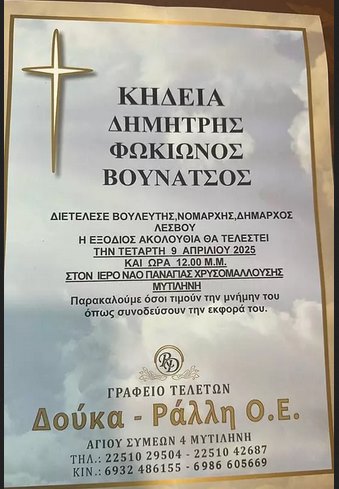 ΚΗΔΕΙΑ
ΔΗΜΗΤΡΗΣ
ΦΩΚΙΩΝΟΣ
ΒΟΥΝΑΤΣΟΣ
ΔΙΕΤΕΛΕΣΕ ΒΟΥΛΕΥΤΗΣ,ΝΟΜΑΡΧΗΣ,ΔΗΜΑΡΧΟΣ
ΛΕΣΒΟΥ
Η ΕΞΟΔΙΟΣ ΑΚΟΛΟΥΘΙΑ ΘΑ ΤΕΛΕΣΤΕΙ
ΤΗΝ ΤΕΤΑΡΤΗ 9 ΑΠΡΙΛΙΟΥ 2025
ΚΑΙ ΩΡΑ 12.00 Μ.Μ.
ΣΤΟΝ ΙΕΡΟ ΝΑΟ ΠΑΝΑΓΙΑΣ ΧΡΥΣΟΜΑΛΛΟΥΣΗΣ
ΜΥΤΙΛΗΝΗ
Παρακαλούμε όσοι τιμούν την μνήμην του
όπως συνοδεύσουν την εκφορά του.
RD
ΓΡΑΦΕΙΟ ΤΕΛΕΤΩΝ
Δούκα - Ράλλη Ο.Ε.
ΑΓΙΟΥ ΣΥΜΕΩΝ 4 ΜΥΤΙΛΗΝΗ
ΤΗΛ.: 22510 29504 - 22510 42687
ΚΙΝ.: 6932 486155 - 6986 605669